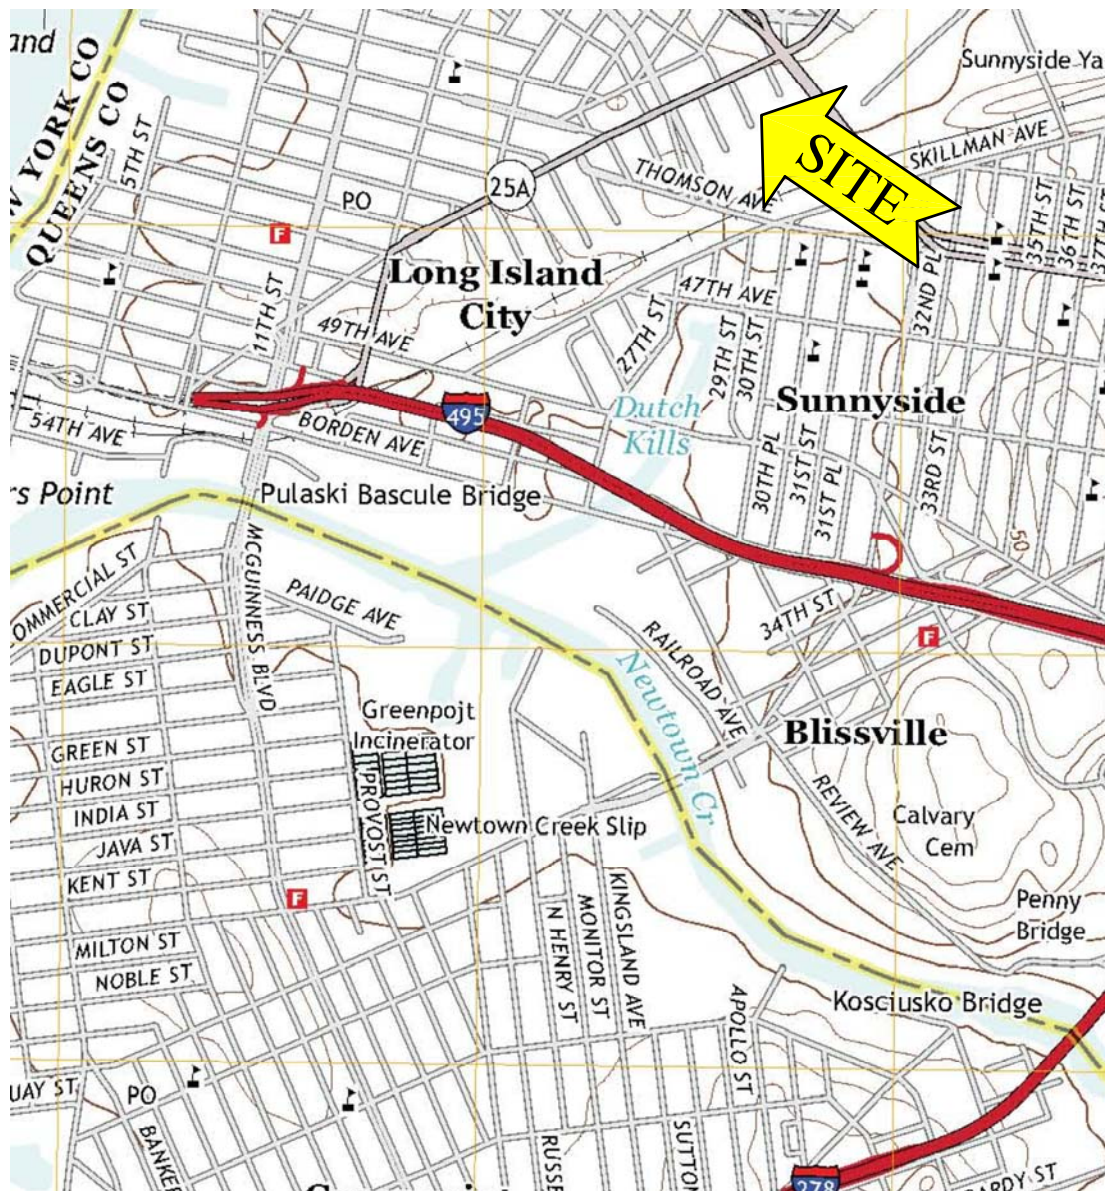 and
Sunnyside Ya
NEW YORK CO
QUEENS CO
5TH ST
SITE
SKILLMAN AVE
THOMSON AVE
25A
PO
F
35TH ST
36TH ST
37TH ST
Long Island
City
11TH ST
49TH AVE
47TH AVE
27TH ST
29TH ST
30TH ST
32ND PL
Sunnyside
Dutch
Kills
495
BORDEN AVE
54TH AVE
rs Point
Pulaski Bascule Bridge
30TH PL
31ST ST
31ST PL
33RD ST
50
OMMERCIAL ST
CLAY ST
DUPONT ST
EAGLE ST
MCGUINNESS BLVD
PAIDGE AVE
34TH ST
F
RAILROAD AVE
Newtown Cr
Greenpojt
Incinerator
Blissville
GREEN ST
HURON ST
INDIA ST
JAVA ST
KENT ST
PROVOST ST
Newtown Creek Slip
REVIEW AVE
Calvary
Cem
F
MILTON ST
NOBLE ST
N HENRY ST
MONITOR ST
KINGSLAND AVE
Penny
Bridge
APOLLO ST
Kosciusko Bridge
UAY ST
PO
BANKER
RUSSE
SUTTON
278
ARDY ST